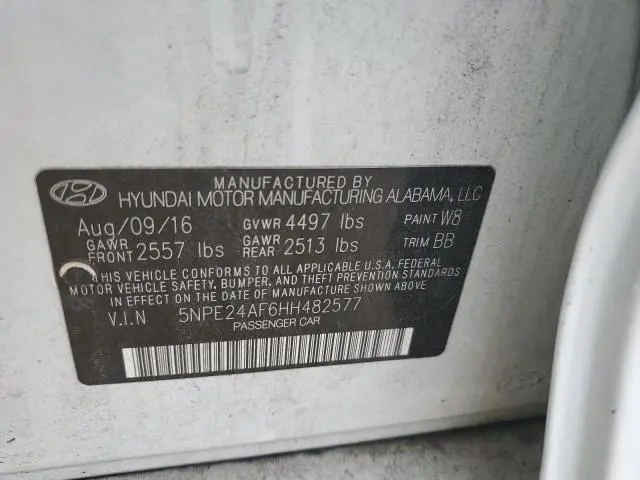 MANUFACTURED BY
HYUNDAI MOTOR MANUFACTURING ALABAMA, LLC
Aug/09/16 GVWR 4497 lbs PAINT W8
GAWR FRONT 2557 lbs GAWR REAR 2513 lbs TRIM BB
THIS VEHICLE CONFORMS TO APPLICABLE U.S.A. FEDERAL
MOTOR VEHICLE SAFETY, BUMPER, AND THEFT PREVENTION STANDARDS
IN EFFECT ON THE DATE OF MANUFACTURE SHOWN ABOVE.
V.I.N 5NPE24AF6HH482577
PASSENGER CAR